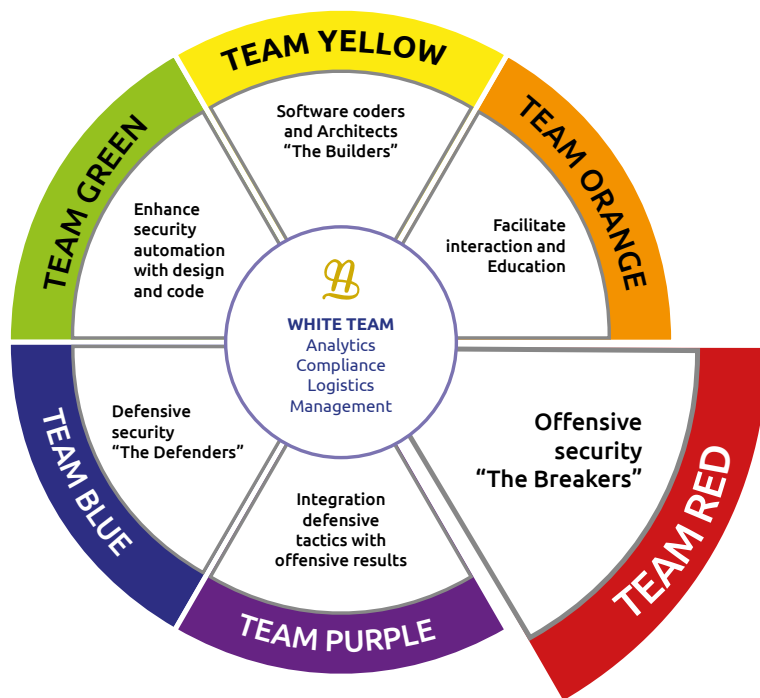 TEAM YELLOW
Software coders
and Architects
“The Builders”
TEAM ORANGE
Facilitate
interaction and
Education
TEAM GREEN
Enhance
security
automation
with design
and code
WHITE TEAM
Analytics
Compliance
Logistics
Management
TEAM BLUE
Defensive
security
“The Defenders”
TEAM PURPLE
Integration
defensive
tactics with
offensive results
TEAM RED
Offensive
security
“The Breakers”